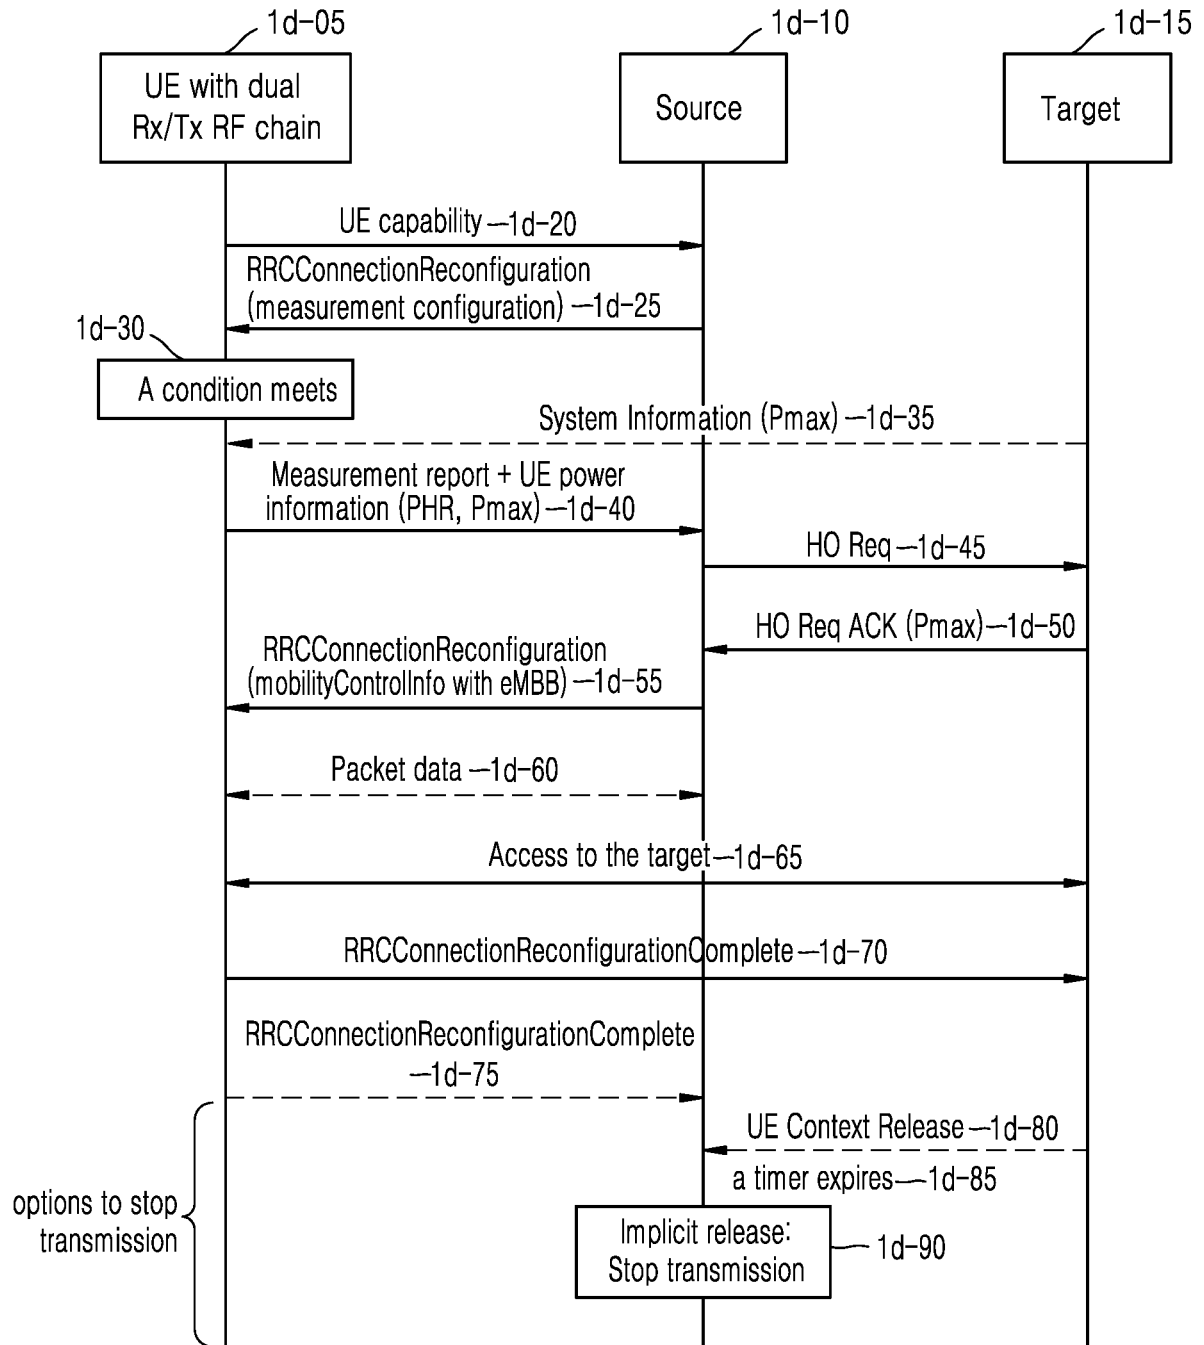 1d-05
1d-10
1d-15
UE with dual
Rx/Tx RF chain
Source
Target
UE capability—1d-20
RRCConnectionReconfiguration
(measurement configuration)—1d-25
1d-30
A condition meets
System Information (Pmax)—1d-35
Measurement report + UE power
information (PHR, Pmax)—1d-40
HO Req—1d-45
HO Req ACK (Pmax)—1d-50
RRCConnectionReconfiguration
(mobilityControlInfo with eMBB)—1d-55
Packet data—1d-60
Access to the target—1d-65
RRCConnectionReconfigurationComplete—1d-70
RRCConnectionReconfigurationComplete
—1d-75
UE Context Release—1d-80
a timer expires—1d-85
options to stop
transmission
Implicit release:
Stop transmission
1d-90